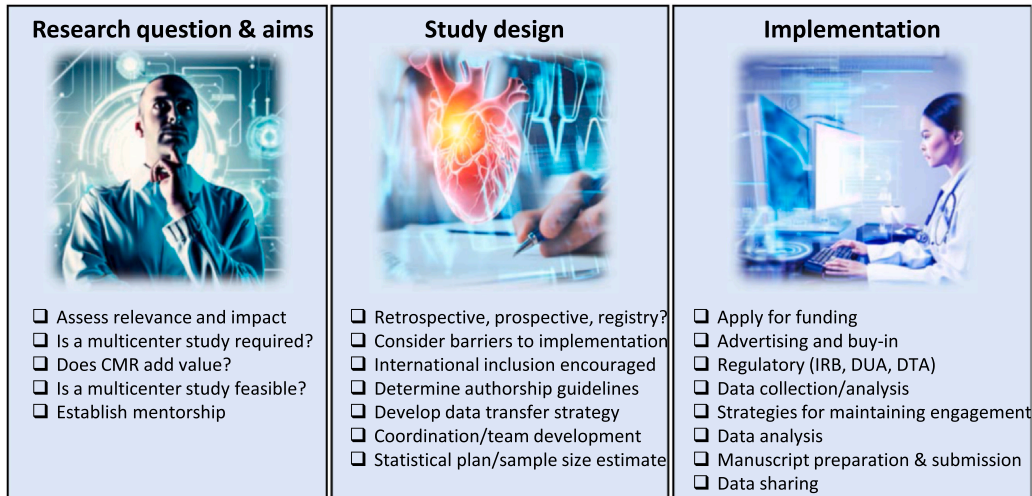 Research question & aims
❑ Assess relevance and impact
❑ Is a multicenter study required?
❑ Does CMR add value?
❑ Is a multicenter study feasible?
❑ Establish mentorship
Study design
❑ Retrospective, prospective, registry?
❑ Consider barriers to implementation
❑ International inclusion encouraged
❑ Determine authorship guidelines
❑ Develop data transfer strategy
❑ Coordination/team development
❑ Statistical plan/sample size estimate
Implementation
❑ Apply for funding
❑ Advertising and buy-in
❑ Regulatory (IRB, DUA, DTA)
❑ Data collection/analysis
❑ Strategies for maintaining engagement
❑ Data analysis
❑ Manuscript preparation & submission
❑ Data sharing